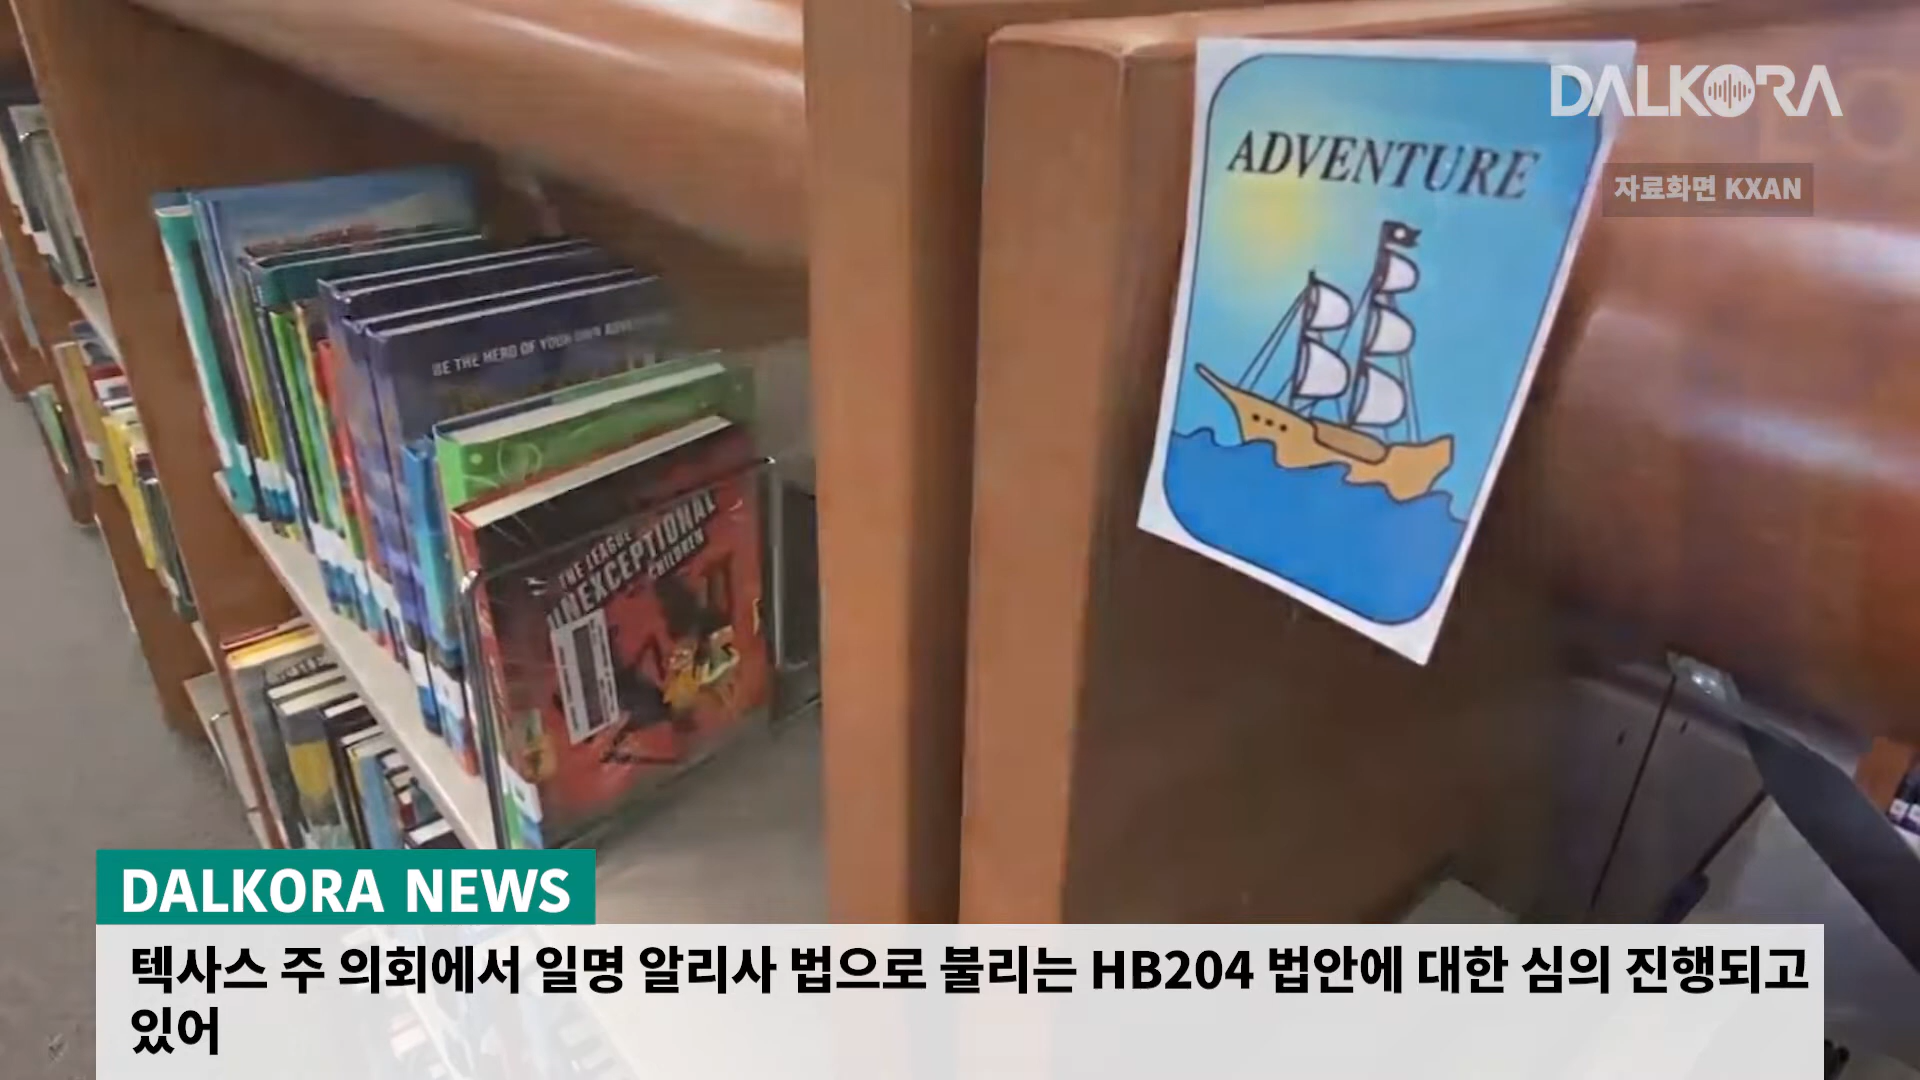 DALKORA
ADVENTURE
자료화면 KXAN
BE THE HERO OF YOUR OWN ADVENTURE
THE LEAGUE
UNEXCEPTIONAL
CHILDREN
DALKORA NEWS
텍사스 주 의회에서 일명 알리사 법으로 불리는 HB204 법안에 대한 심의 진행되고
있어